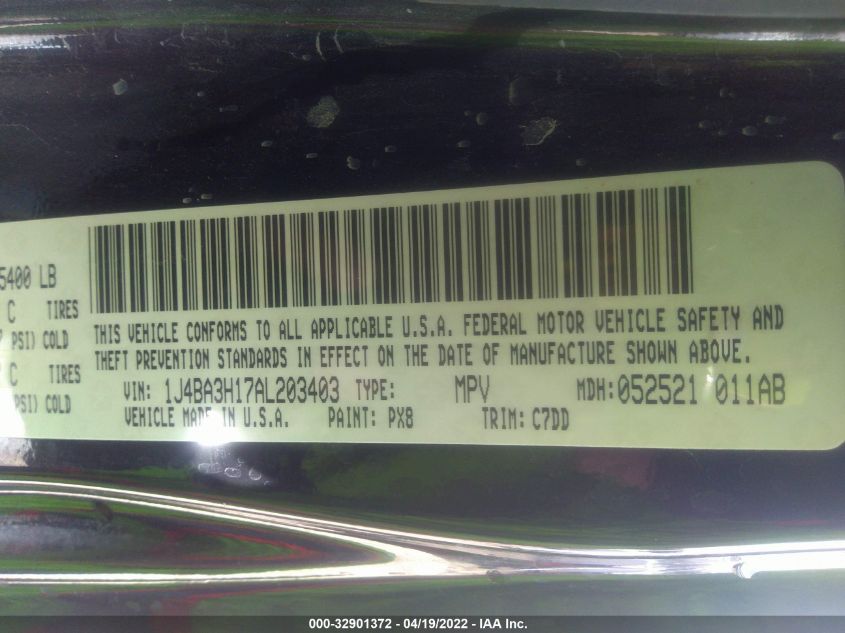 5400 LB
C TIRES
PSI) COLD
C TIRES
PSI) COLD
THIS VEHICLE CONFORMS TO ALL APPLICABLE U.S.A. FEDERAL MOTOR VEHICLE SAFETY AND
THEFT PREVENTION STANDARDS IN EFFECT ON THE DATE OF MANUFACTURE SHOWN ABOVE.
VIN: 1J4BA3H17AL203403 TYPE: MPV MDH: 052521 011AB
VEHICLE MADE IN U.S.A. PAINT: PX8 TRIM: C7DD
000-32901372 - 04/19/2022 - IAA Inc.